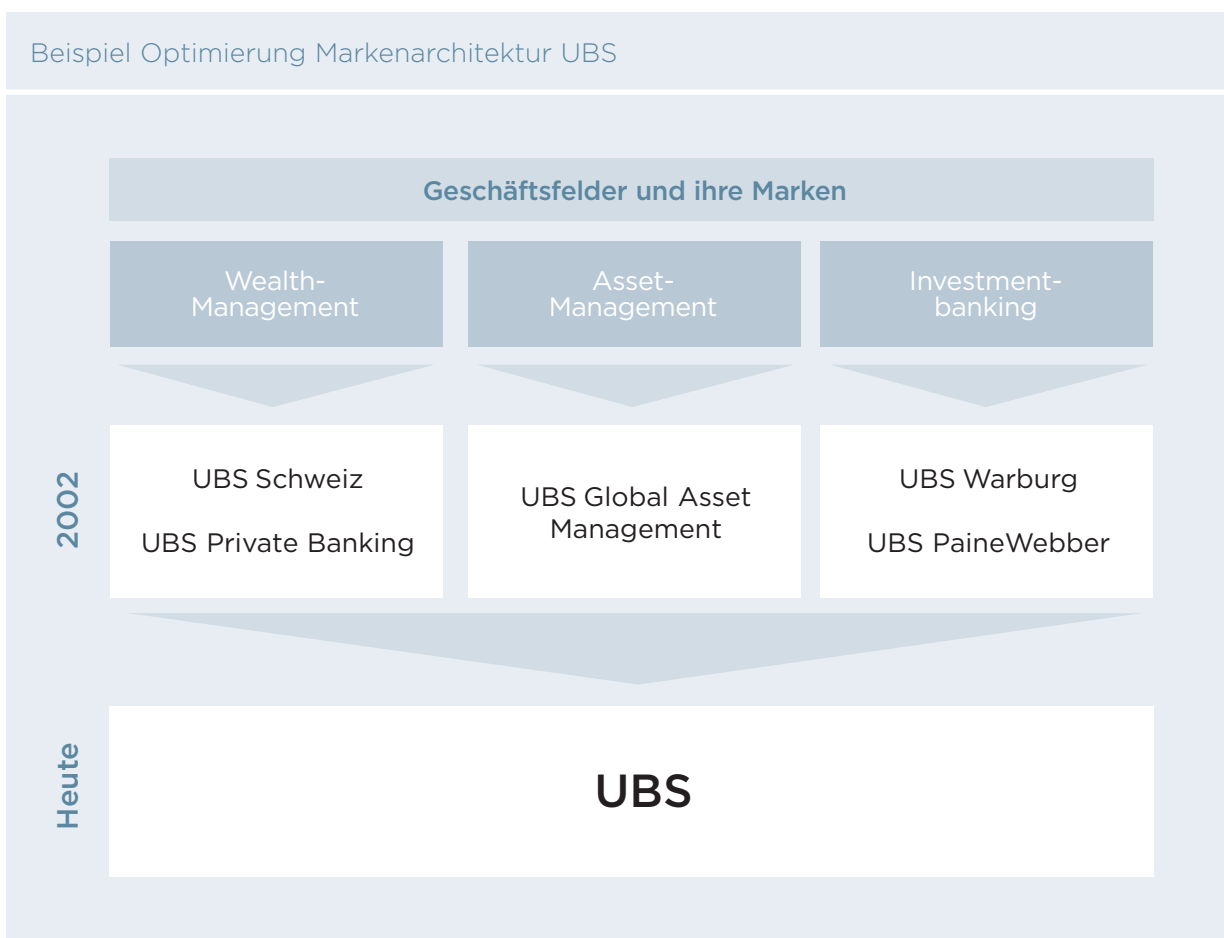 Beispiel Optimierung Markenarchitektur UBS
Geschäftsfelder und ihre Marken
Wealth-
Management
Asset-
Management
Investment-
banking
2002
UBS Schweiz
UBS Private Banking
UBS Global Asset
Management
UBS Warburg
UBS PaineWebber
Heute
UBS